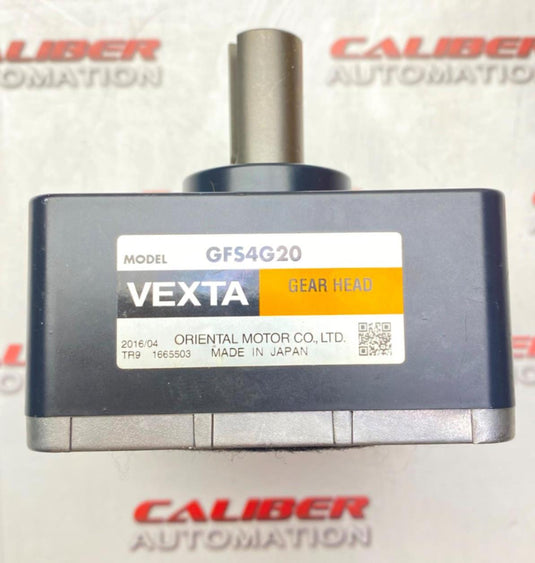 CALIBER
AUTOMATION
CALIBER
AUTOMATION
MODEL GFS4G20
VEXTA GEAR HEAD
2016/04 ORIENTAL MOTOR CO., LTD.
TR9 1665503 MADE IN JAPAN
CALIBER
AUTOMATION